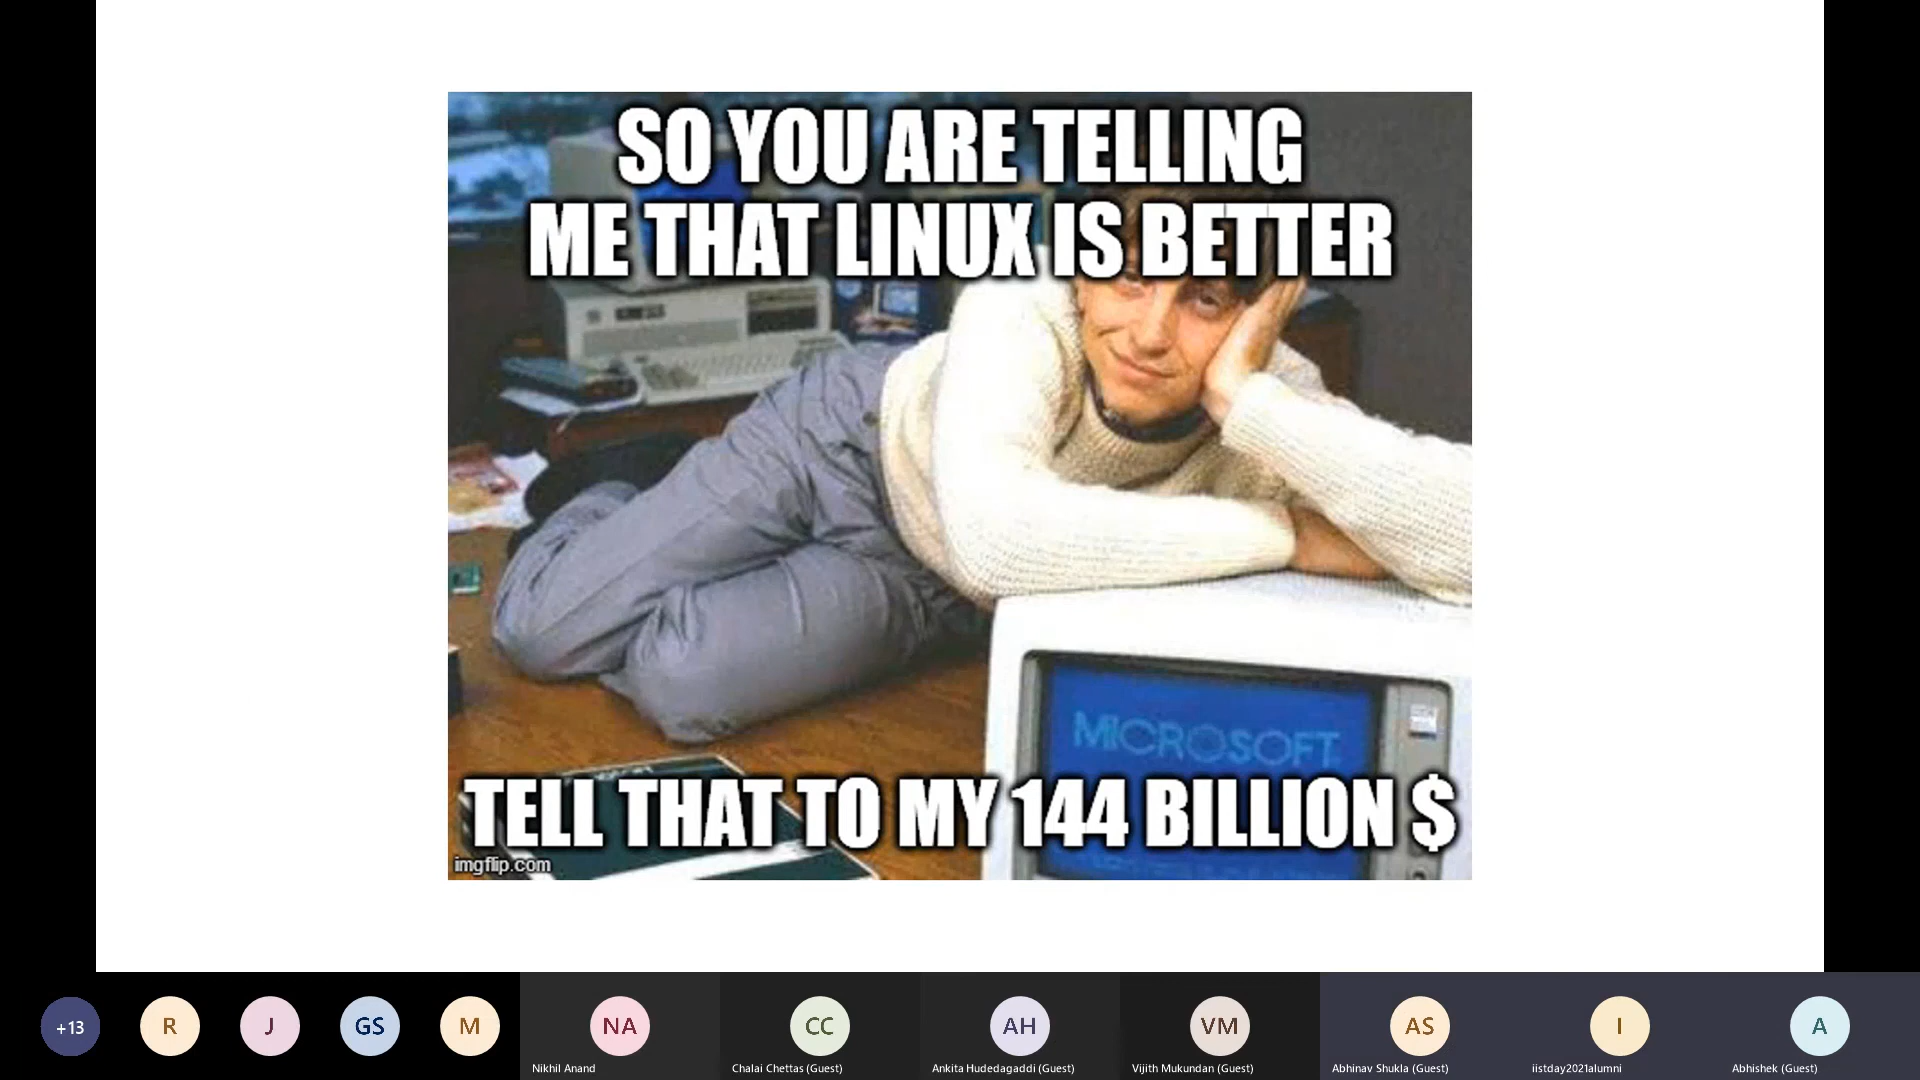 SO YOU ARE TELLING
ME THAT LINUX IS BETTER
MICROSOFT
TELL THAT TO MY 144 BILLION $
imgflip.com
+13
R
J
GS
M
NA
CC
AH
VM
AS
I
A
Nikhil Anand
Chalai Chettas (Guest)
Ankita Hudedagaddi (Guest)
Vijith Mukundan (Guest)
Abhinav Shukla (Guest)
iistday2021alumni
Abhishek (Guest)